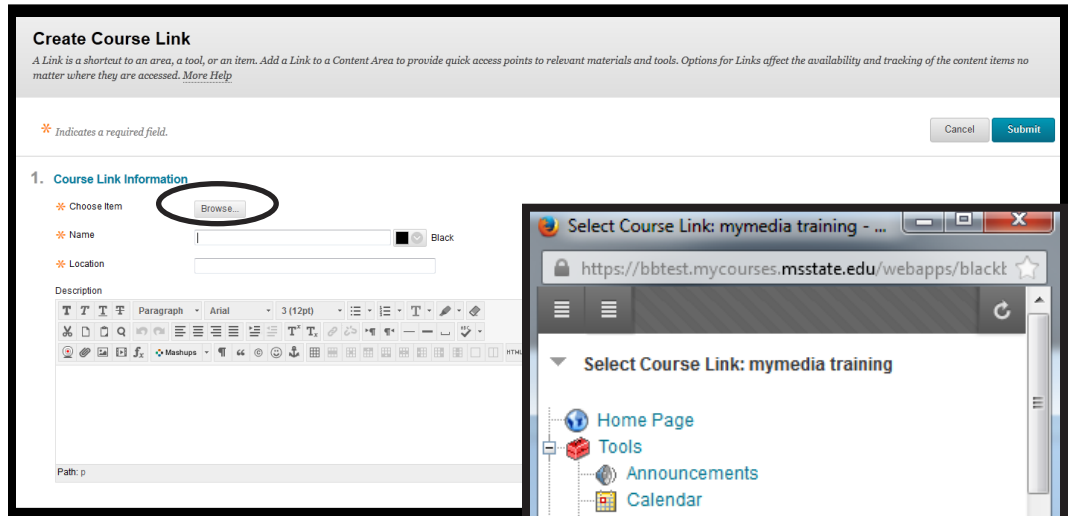 Create Course Link
A Link is a shortcut to an area, a tool, or an item. Add a Link to a Content Area to provide quick access points to relevant materials and tools. Options for Links affect the availability and tracking of the content items no
matter where they are accessed. More Help
Indicates a required field.
Cancel Submit
1. Course Link Information
Choose Item Browse...
Name Black
Location
Description
T T T T Paragraph Arial 3 (12pt) T
Tx Tx
fx Mashups ¶ “ © HTML
Path: p
Select Course Link: mymedia training - ...
https://bbtest.mycourses.msstate.edu/webapps/blackb
Select Course Link: mymedia training
Home Page
Tools
Announcements
Calendar